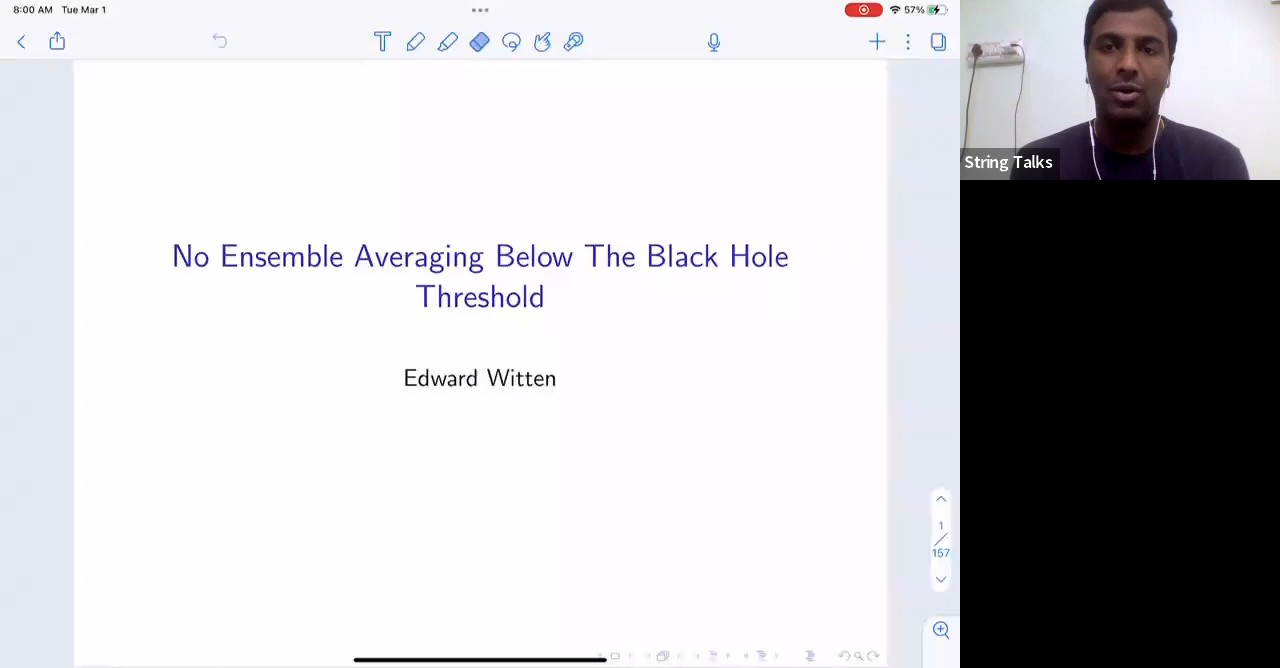 8:00 AM Tue Mar 1
57%
String Talks
No Ensemble Averaging Below The Black Hole
Threshold
Edward Witten
1
157